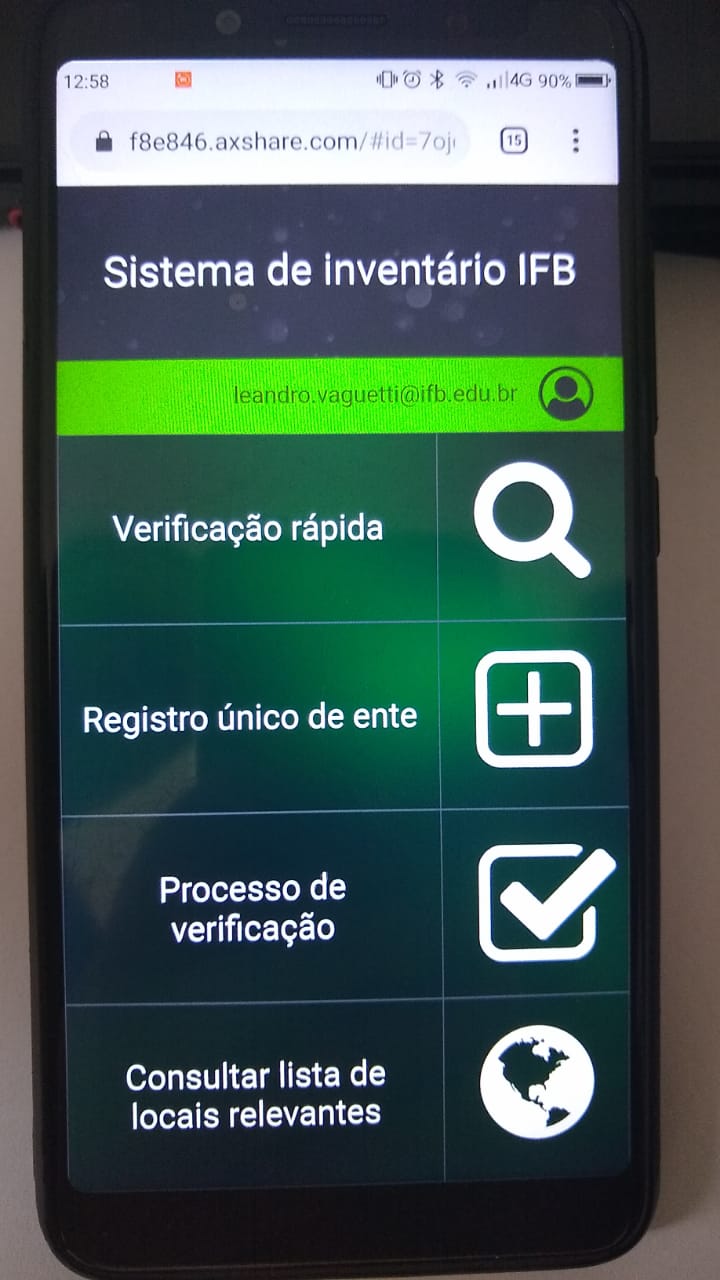 12:58
4G 90%
f8e846.axshare.com/#id=7oj
15
Sistema de inventário IFB
leandro.vaguetti@ifb.edu.br
Verificação rápida
Registro único de ente
Processo de
verificação
Consultar lista de
locais relevantes